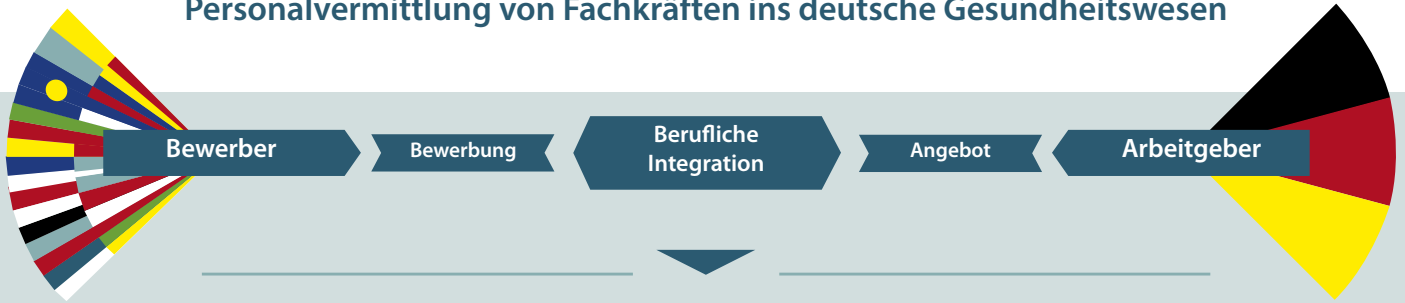 Personalvermittlung von Fachkräften ins deutsche Gesundheitswesen
Bewerber
Bewerbung
Berufliche
Integration
Angebot
Arbeitgeber